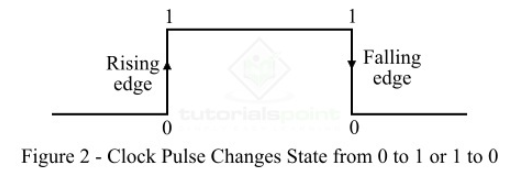 1
1
Rising
edge
Falling
edge
tutorialspoint
0
0
Figure 2 - Clock Pulse Changes State from 0 to 1 or 1 to 0